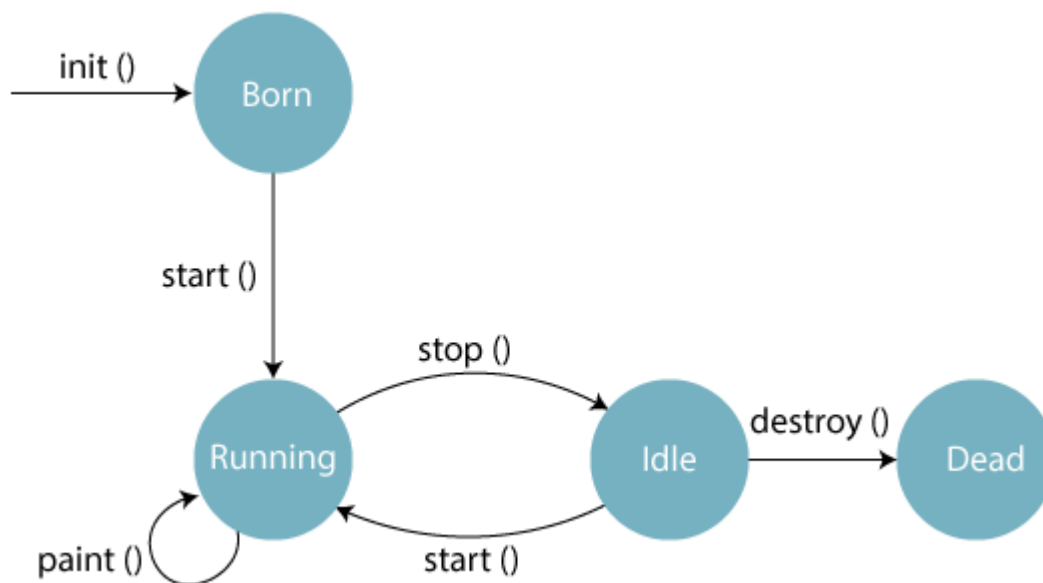 init ()
Born
start ()
stop ()
destroy ()
Running
Idle
Dead
paint ()
start ()